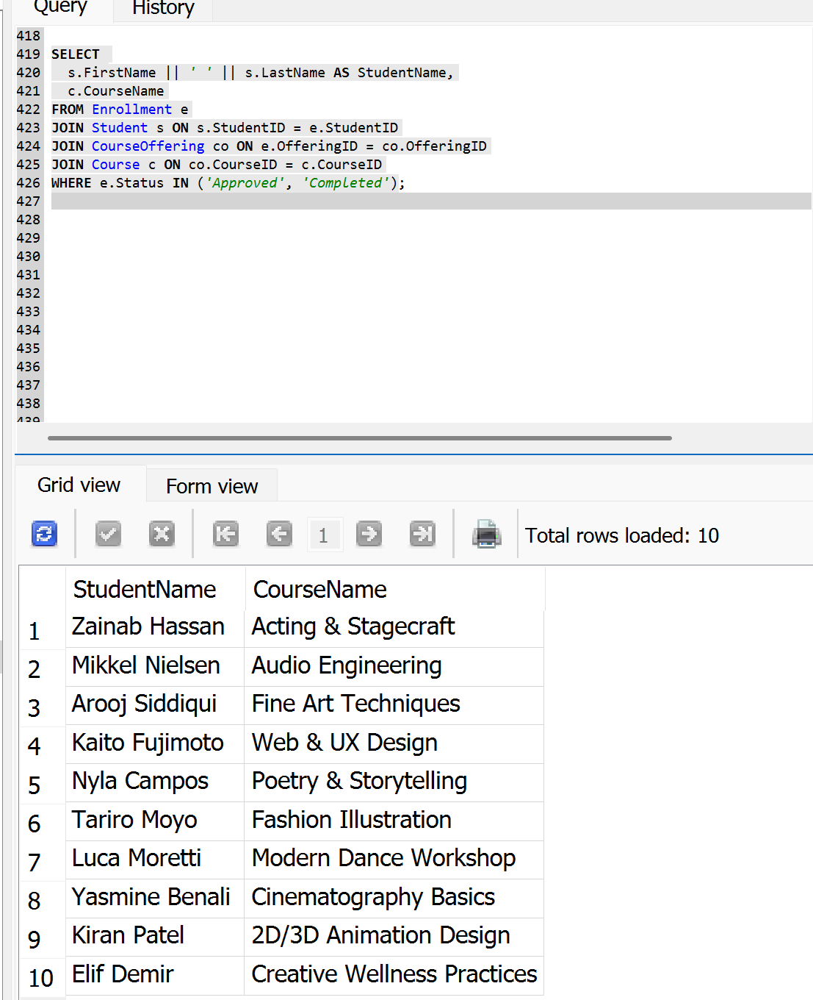 Query History
418
419 SELECT
420 s.FirstName || ' ' || s.LastName AS StudentName,
421 c.CourseName
422 FROM Enrollment e
423 JOIN Student s ON s.StudentID = e.StudentID
424 JOIN CourseOffering co ON e.OfferingID = co.OfferingID
425 JOIN Course c ON co.CourseID = c.CourseID
426 WHERE e.Status IN ('Approved', 'Completed');
427
428
429
430
431
432
433
434
435
436
437
438
439
Grid view Form view
1 Total rows loaded: 10
StudentName CourseName
1 Zainab Hassan Acting & Stagecraft
2 Mikkel Nielsen Audio Engineering
3 Arooj Siddiqui Fine Art Techniques
4 Kaito Fujimoto Web & UX Design
5 Nyla Campos Poetry & Storytelling
6 Tariro Moyo Fashion Illustration
7 Luca Moretti Modern Dance Workshop
8 Yasmine Benali Cinematography Basics
9 Kiran Patel 2D/3D Animation Design
10 Elif Demir Creative Wellness Practices